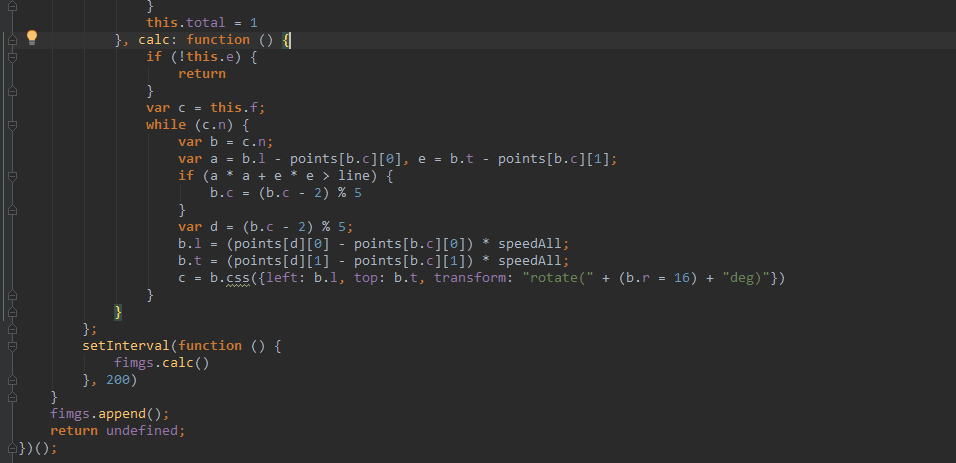 }
this.total = 1
}, calc: function () {
if (!this.e) {
return
}
var c = this.f;
while (c.n) {
var b = c.n;
var a = b.l - points[b.c][0], e = b.t - points[b.c][1];
if (a * a + e * e > line) {
b.c = (b.c - 2) % 5
}
var d = (b.c - 2) % 5;
b.l = (points[d][0] - points[b.c][0]) * speedAll;
b.t = (points[d][1] - points[b.c][1]) * speedAll;
c = b.css({left: b.l, top: b.t, transform: "rotate(" + (b.r = 16) + "deg)"})
}
}
};
setInterval(function () {
fimgs.calc()
}, 200)
}
fimgs.append();
return undefined;
})();